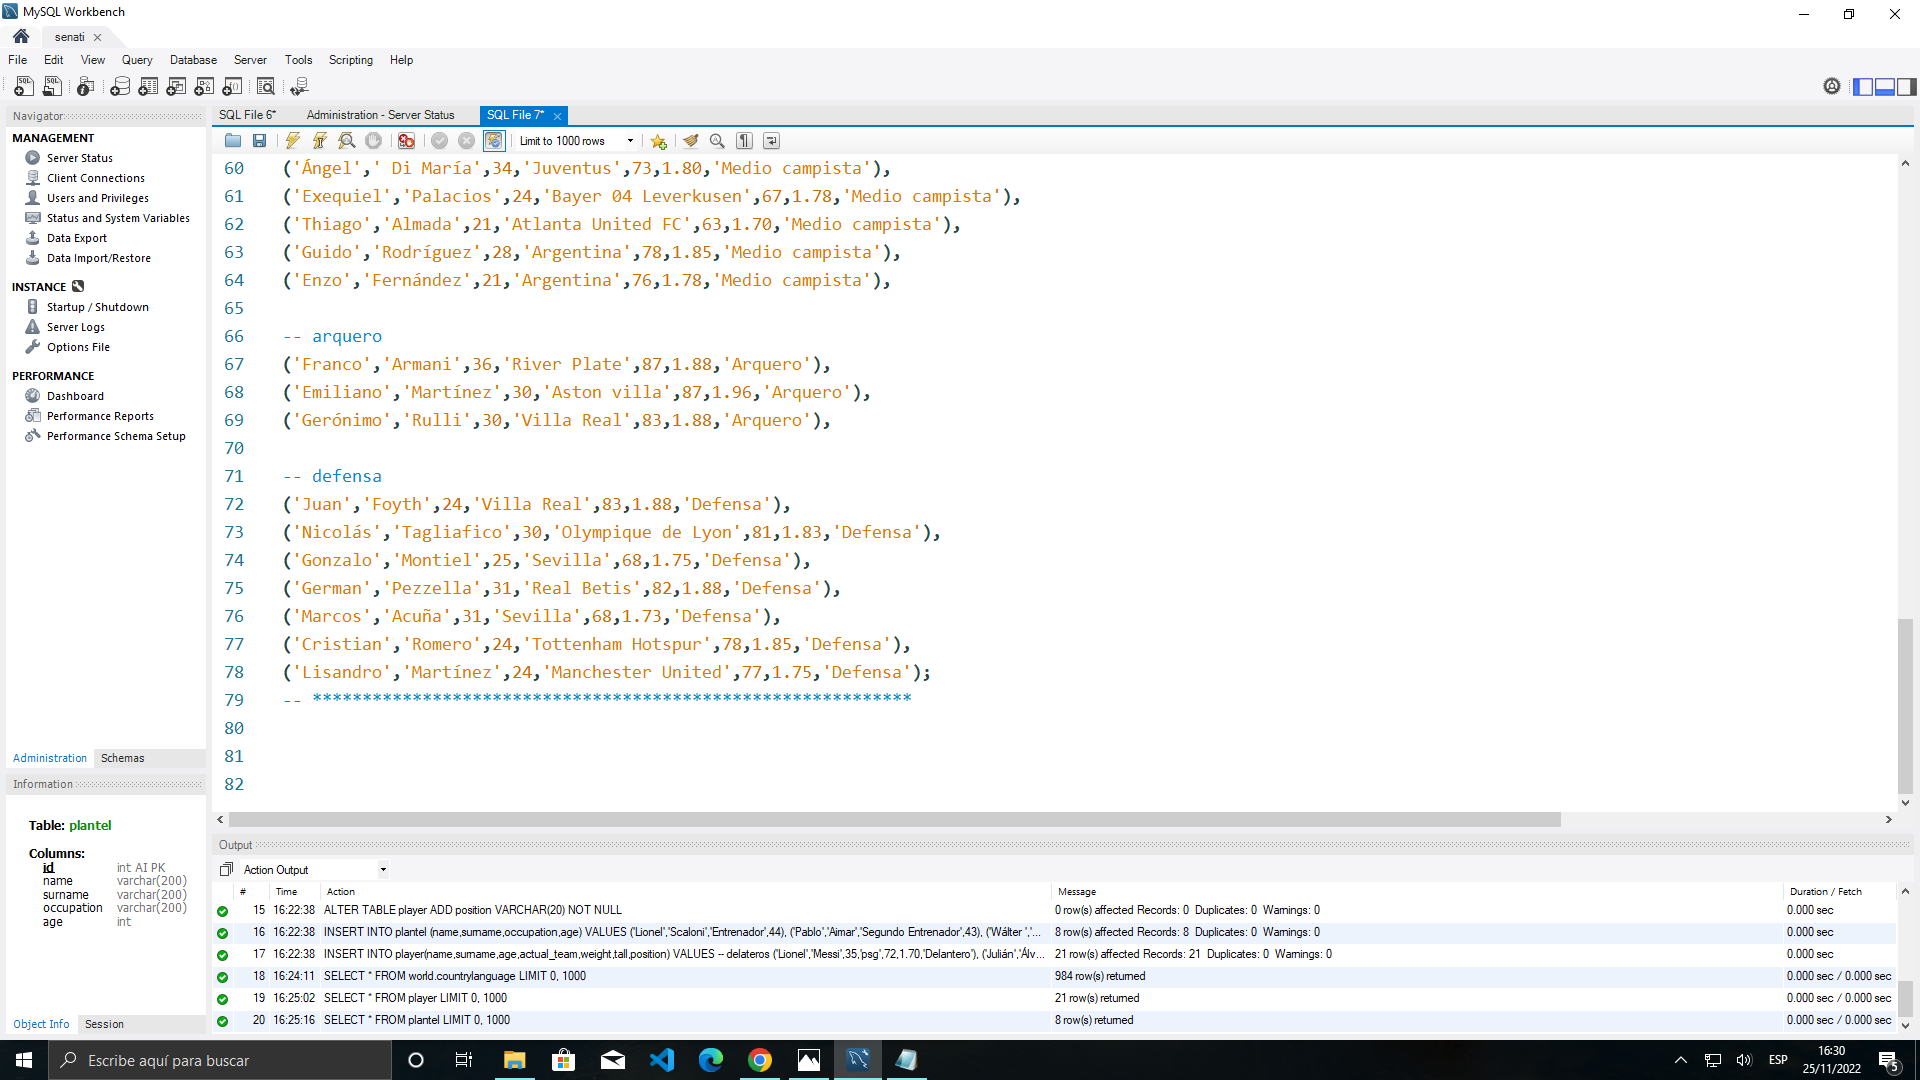 MySQL Workbench
senati
File Edit View Query Database Server Tools Scripting Help
Navigator
MANAGEMENT
Server Status
Client Connections
Users and Privileges
Status and System Variables
Data Export
Data Import/Restore
INSTANCE
Startup / Shutdown
Server Logs
Options File
PERFORMANCE
Dashboard
Performance Reports
Performance Schema Setup
Administration Schemas
Information
Table: plantel
Columns:
id int AI PK
name varchar(200)
surname varchar(200)
occupation varchar(200)
age int
Object Info Session
SQL File 6* Administration - Server Status SQL File 7*
Limit to 1000 rows
60 ('Ángel',' Di María',34,'Juventus',73,1.80,'Medio campista'),
61 ('Exequiel','Palacios',24,'Bayer 04 Leverkusen',67,1.78,'Medio campista'),
62 ('Thiago','Almada',21,'Atlanta United FC',63,1.70,'Medio campista'),
63 ('Guido','Rodríguez',28,'Argentina',78,1.85,'Medio campista'),
64 ('Enzo','Fernández',21,'Argentina',76,1.78,'Medio campista'),
65
66 -- arquero
67 ('Franco','Armani',36,'River Plate',87,1.88,'Arquero'),
68 ('Emiliano','Martínez',30,'Aston villa',87,1.96,'Arquero'),
69 ('Gerónimo','Rulli',30,'Villa Real',83,1.88,'Arquero'),
70
71 -- defensa
72 ('Juan','Foyth',24,'Villa Real',83,1.88,'Defensa'),
73 ('Nicolás','Tagliafico',30,'Olympique de Lyon',81,1.83,'Defensa'),
74 ('Gonzalo','Montiel',25,'Sevilla',68,1.75,'Defensa'),
75 ('German','Pezzella',31,'Real Betis',82,1.88,'Defensa'),
76 ('Marcos','Acuña',31,'Sevilla',68,1.73,'Defensa'),
77 ('Cristian','Romero',24,'Tottenham Hotspur',78,1.85,'Defensa'),
78 ('Lisandro','Martínez',24,'Manchester United',77,1.75,'Defensa');
79 -- ************************************************************
80
81
82
Output
Action Output
# Time Action Message Duration / Fetch
15 16:22:38 ALTER TABLE player ADD position VARCHAR(20) NOT NULL 0 row(s) affected Records: 0 Duplicates: 0 Warnings: 0 0.000 sec
16 16:22:38 INSERT INTO plantel (name,surname,occupation,age) VALUES ('Lionel','Scaloni','Entrenador',44), ('Pablo','Aimar','Segundo Entrenador',43), ('Wálter ','... 8 row(s) affected Records: 8 Duplicates: 0 Warnings: 0 0.000 sec
17 16:22:38 INSERT INTO player(name,surname,age,actual_team,weight,tall,position) VALUES -- delateros ('Lionel','Messi',35,'psg',72,1.70,'Delantero'), ('Julián','Álv... 21 row(s) affected Records: 21 Duplicates: 0 Warnings: 0 0.000 sec
18 16:24:11 SELECT * FROM world.countrylanguage LIMIT 0, 1000 984 row(s) returned 0.000 sec / 0.000 sec
19 16:25:02 SELECT * FROM player LIMIT 0, 1000 21 row(s) returned 0.000 sec / 0.000 sec
20 16:25:16 SELECT * FROM plantel LIMIT 0, 1000 8 row(s) returned 0.000 sec / 0.000 sec
Escribe aquí para buscar
ESP
16:30
25/11/2022
5